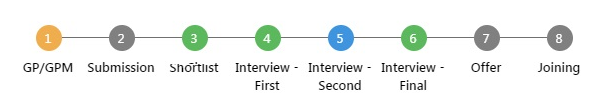 1 2 3 4 5 6 7 8
GP/GPM Submission Shortlist Interview - Interview - Interview - Offer Joining
First Second Final